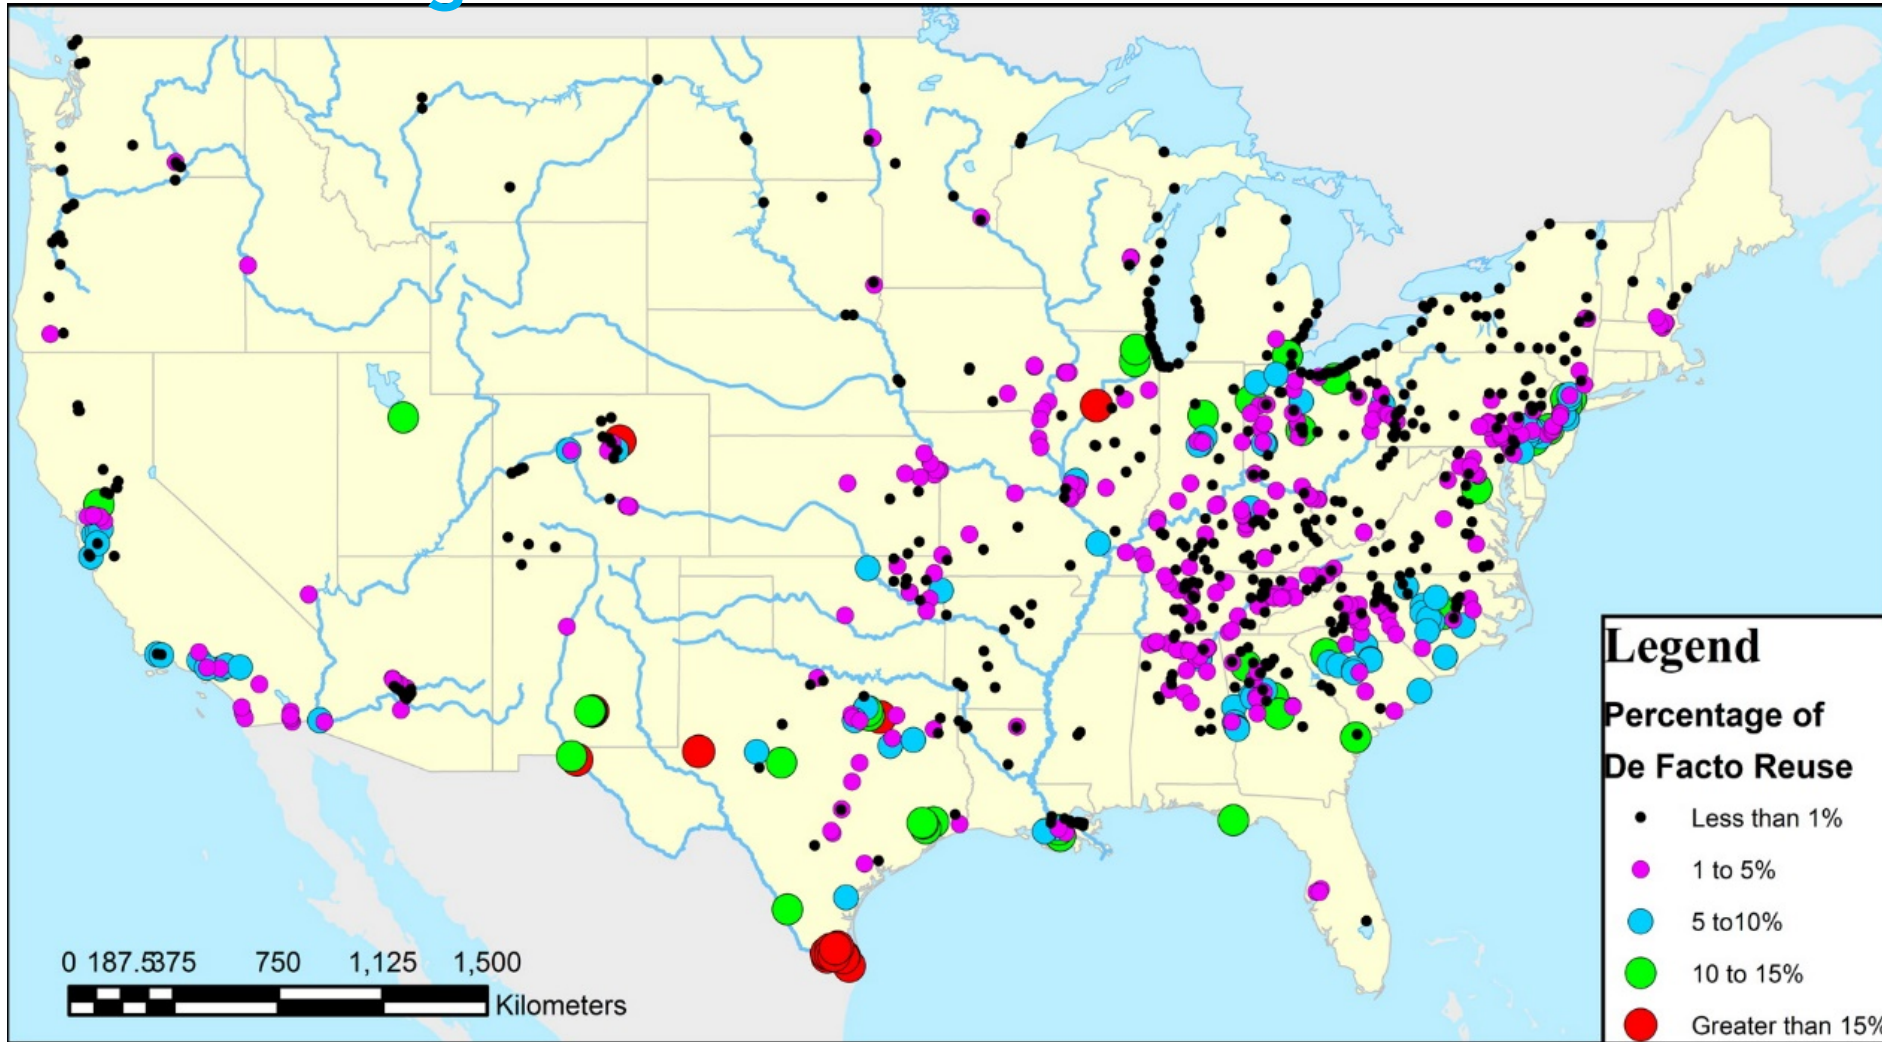 g
Legend
Percentage of
De Facto Reuse
Less than 1%
1 to 5%
5 to10%
10 to 15%
Greater than 15%
0 187.5375 750 1,125 1,500
Kilometers